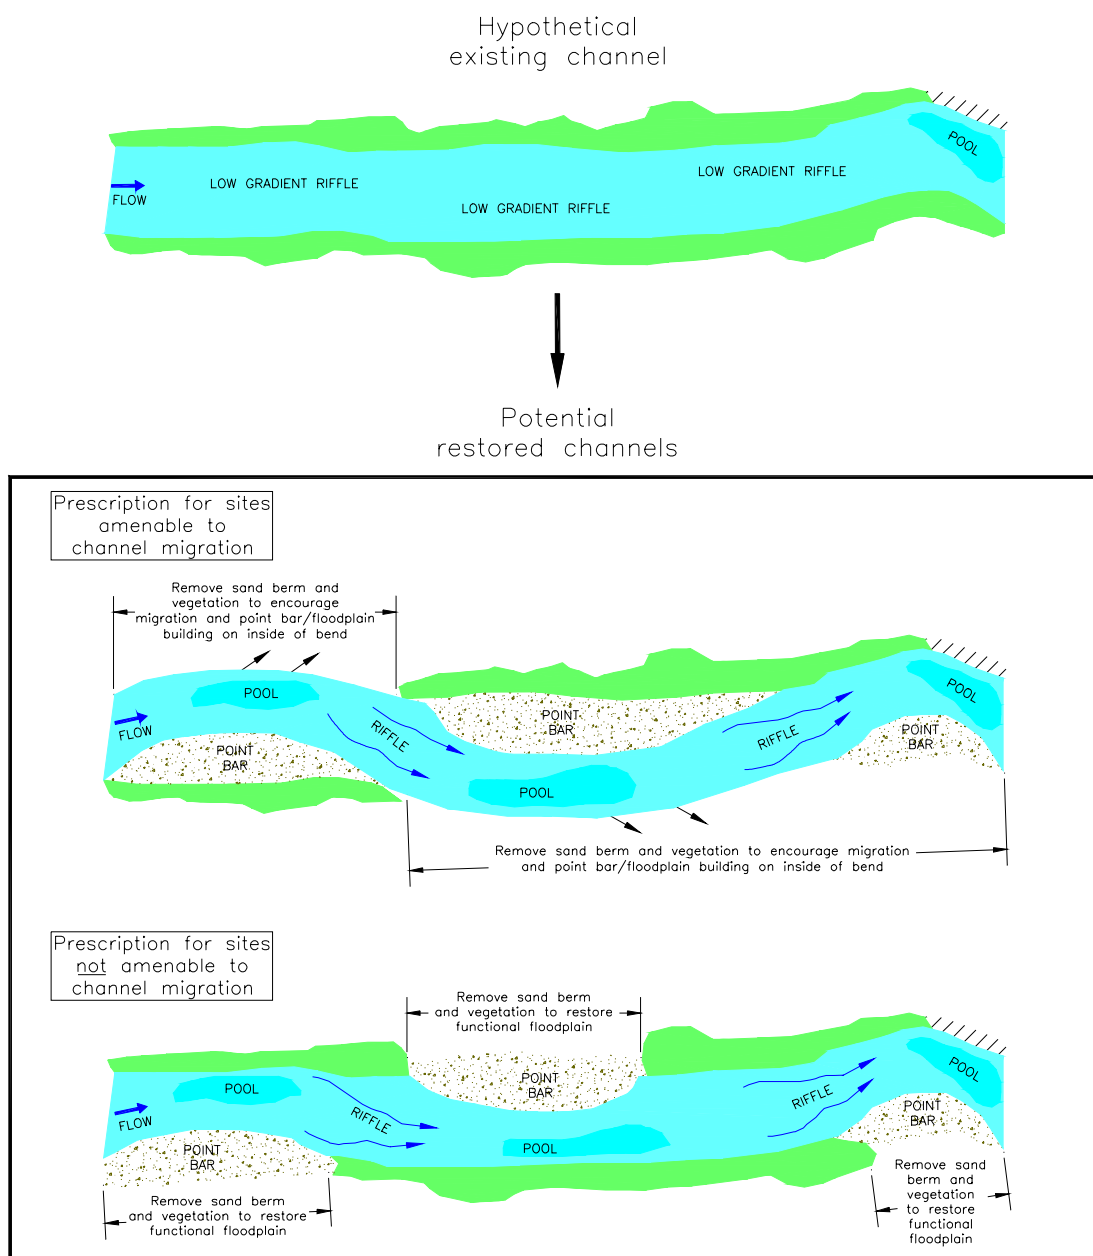 Hypothetical
existing channel
POOL
LOW GRADIENT RIFFLE
LOW GRADIENT RIFFLE
LOW GRADIENT RIFFLE
FLOW
Potential
restored channels
Prescription for sites
amenable to
channel migration
Remove sand berm and
vegetation to encourage
migration and point bar/floodplain
building on inside of bend
POOL
FLOW
RIFFLE
POINT
BAR
POINT
BAR
POOL
RIFFLE
POOL
POINT
BAR
Remove sand berm and vegetation to encourage migration
and point bar/floodplain building on inside of bend
Prescription for sites
not amenable to
channel migration
Remove sand berm
and vegetation to restore
functional floodplain
POOL
FLOW
RIFFLE
POINT
BAR
POINT
BAR
POOL
RIFFLE
POOL
POINT
BAR
Remove sand berm
and vegetation to restore
functional floodplain
Remove sand
berm and
vegetation
to restore
functional
floodplain